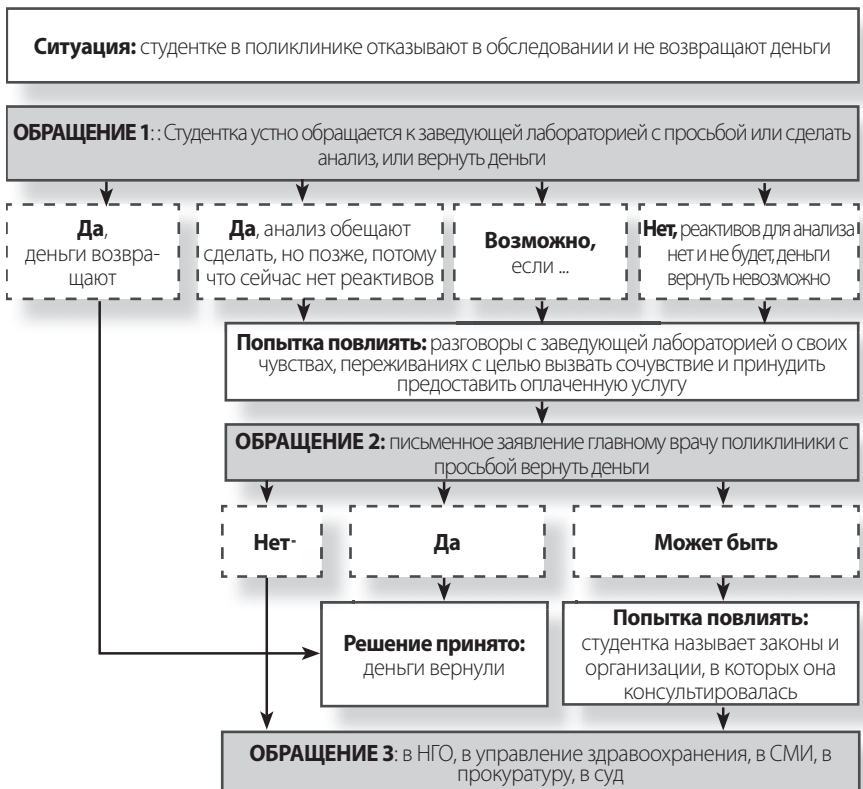 Ситуация: студентке в поликлинике отказывают в обследовании и не возвращают деньги
ОБРАЩЕНИЕ 1: : Студентка устно обращается к заведующей лабораторией с просьбой или сделать
анализ, или вернуть деньги
Да,
деньги возвра-
щают
Да, анализ обещают
сделать, но позже, потому
что сейчас нет реактивов
Возможно,
если ...
Нет, реактивов для анализа
нет и не будет, деньги
вернуть невозможно
Попытка повлиять: разговоры с заведующей лабораторией о своих
чувствах, переживаниях с целью вызвать сочувствие и принудить
предоставить оплаченную услугу
ОБРАЩЕНИЕ 2: письменное заявление главному врачу поликлиники с
просьбой вернуть деньги
Нет-
Да
Может быть
Решение принято:
деньги вернули
Попытка повлиять:
студентка называет законы и
организации, в которых она
консультировалась
ОБРАЩЕНИЕ 3: в НГО, в управление здравоохранения, в СМИ, в
прокуратуру, в суд